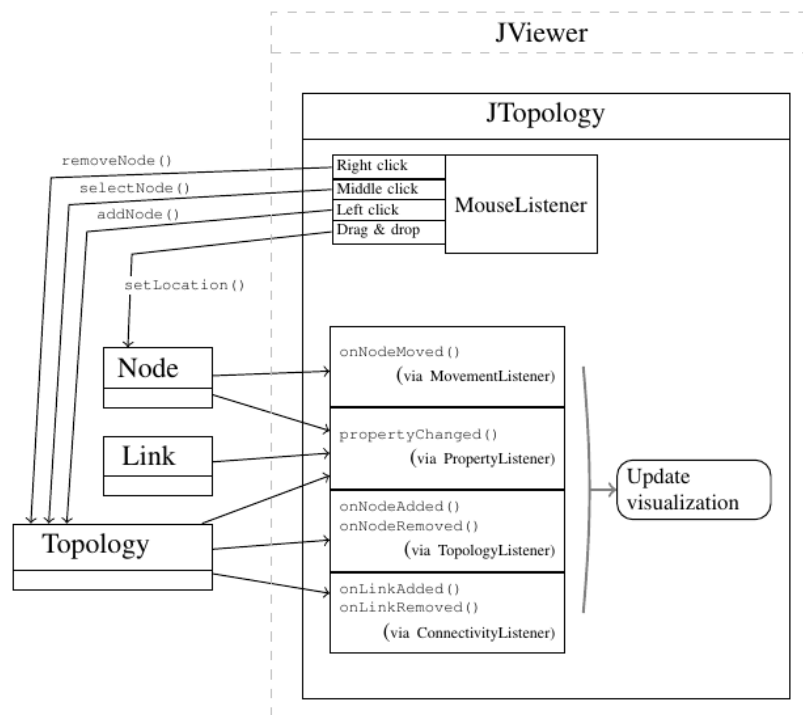 JViewer
JTopology
removeNode()
selectNode()
addNode()
setLocation()
Right click
Middle click
Left click
Drag & drop
MouseListener
Node
Link
Topology
onNodeMoved()
(via MovementListener)
propertyChanged()
(via PropertyListener)
onNodeAdded()
onNodeRemoved()
(via TopologyListener)
onLinkAdded()
onLinkRemoved()
(via ConnectivityListener)
Update
visualization